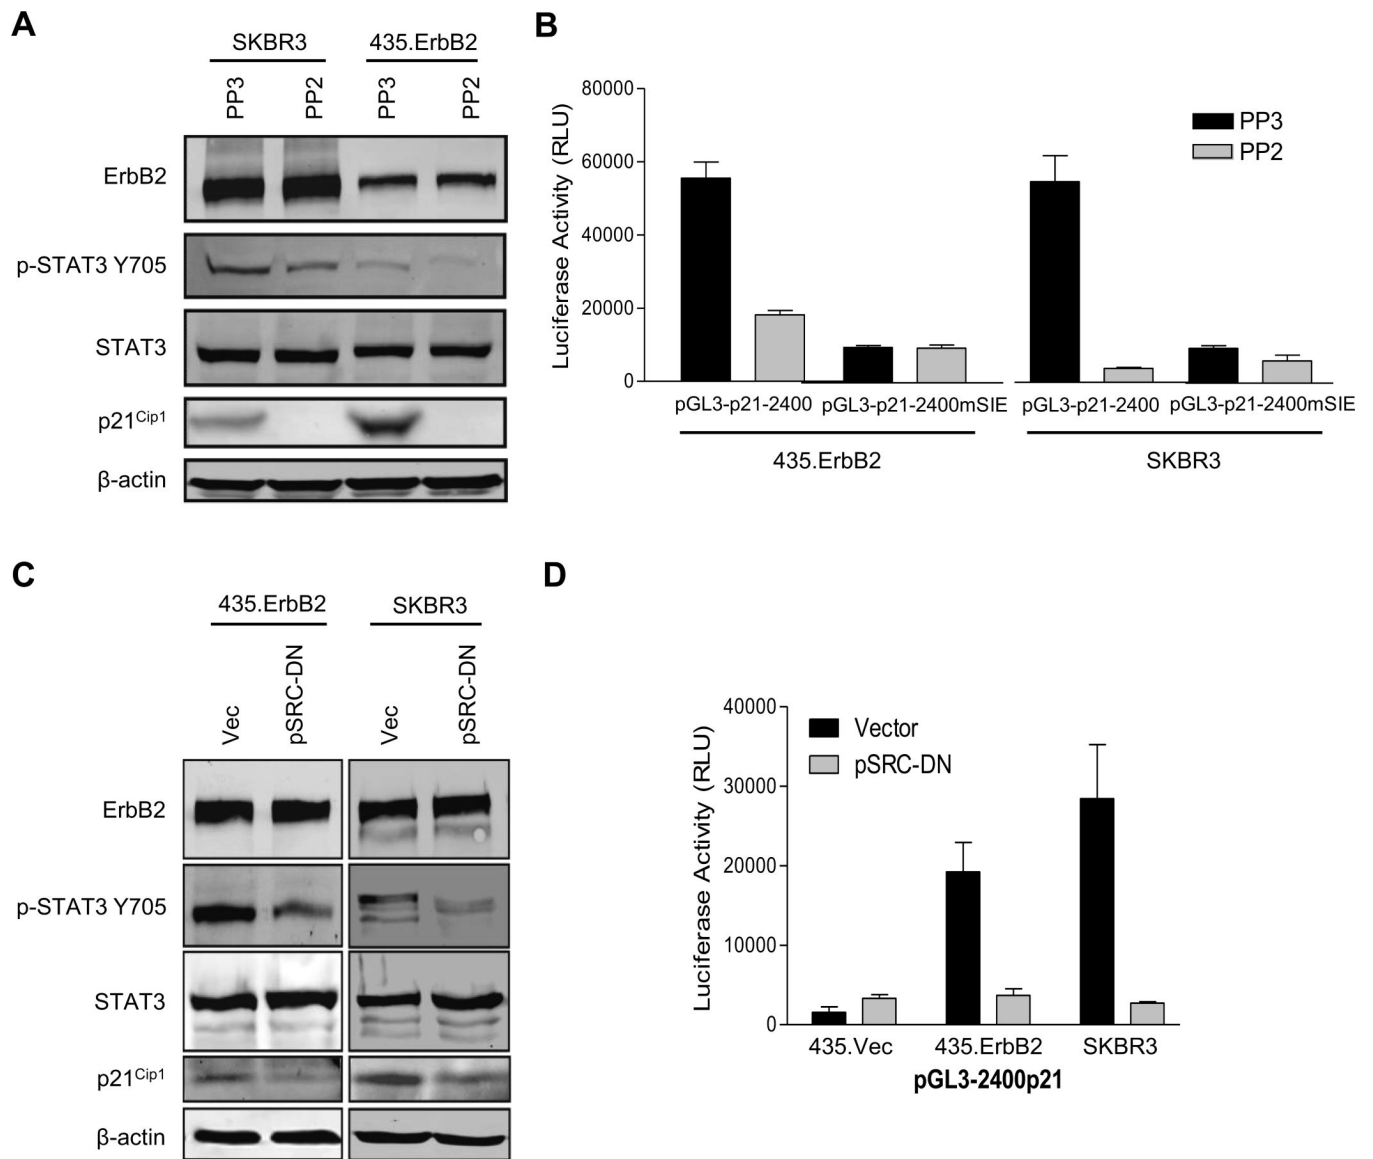 A
SKBR3 435.ErbB2
PP3 PP2 PP3 PP2
ErbB2
p-STAT3 Y705
STAT3
p21Cip1
β-actin
B
Luciferase Activity (RLU)
80000
60000
40000
20000
0
PP3
PP2
pGL3-p21-2400 pGL3-p21-2400mSIE pGL3-p21-2400 pGL3-p21-2400mSIE
435.ErbB2 SKBR3
C
435.ErbB2 SKBR3
Vec pSRC-DN Vec pSRC-DN
ErbB2
p-STAT3 Y705
STAT3
p21Cip1
β-actin
D
Luciferase Activity (RLU)
40000
30000
20000
10000
0
Vector
pSRC-DN
435.Vec 435.ErbB2 SKBR3
pGL3-2400p21